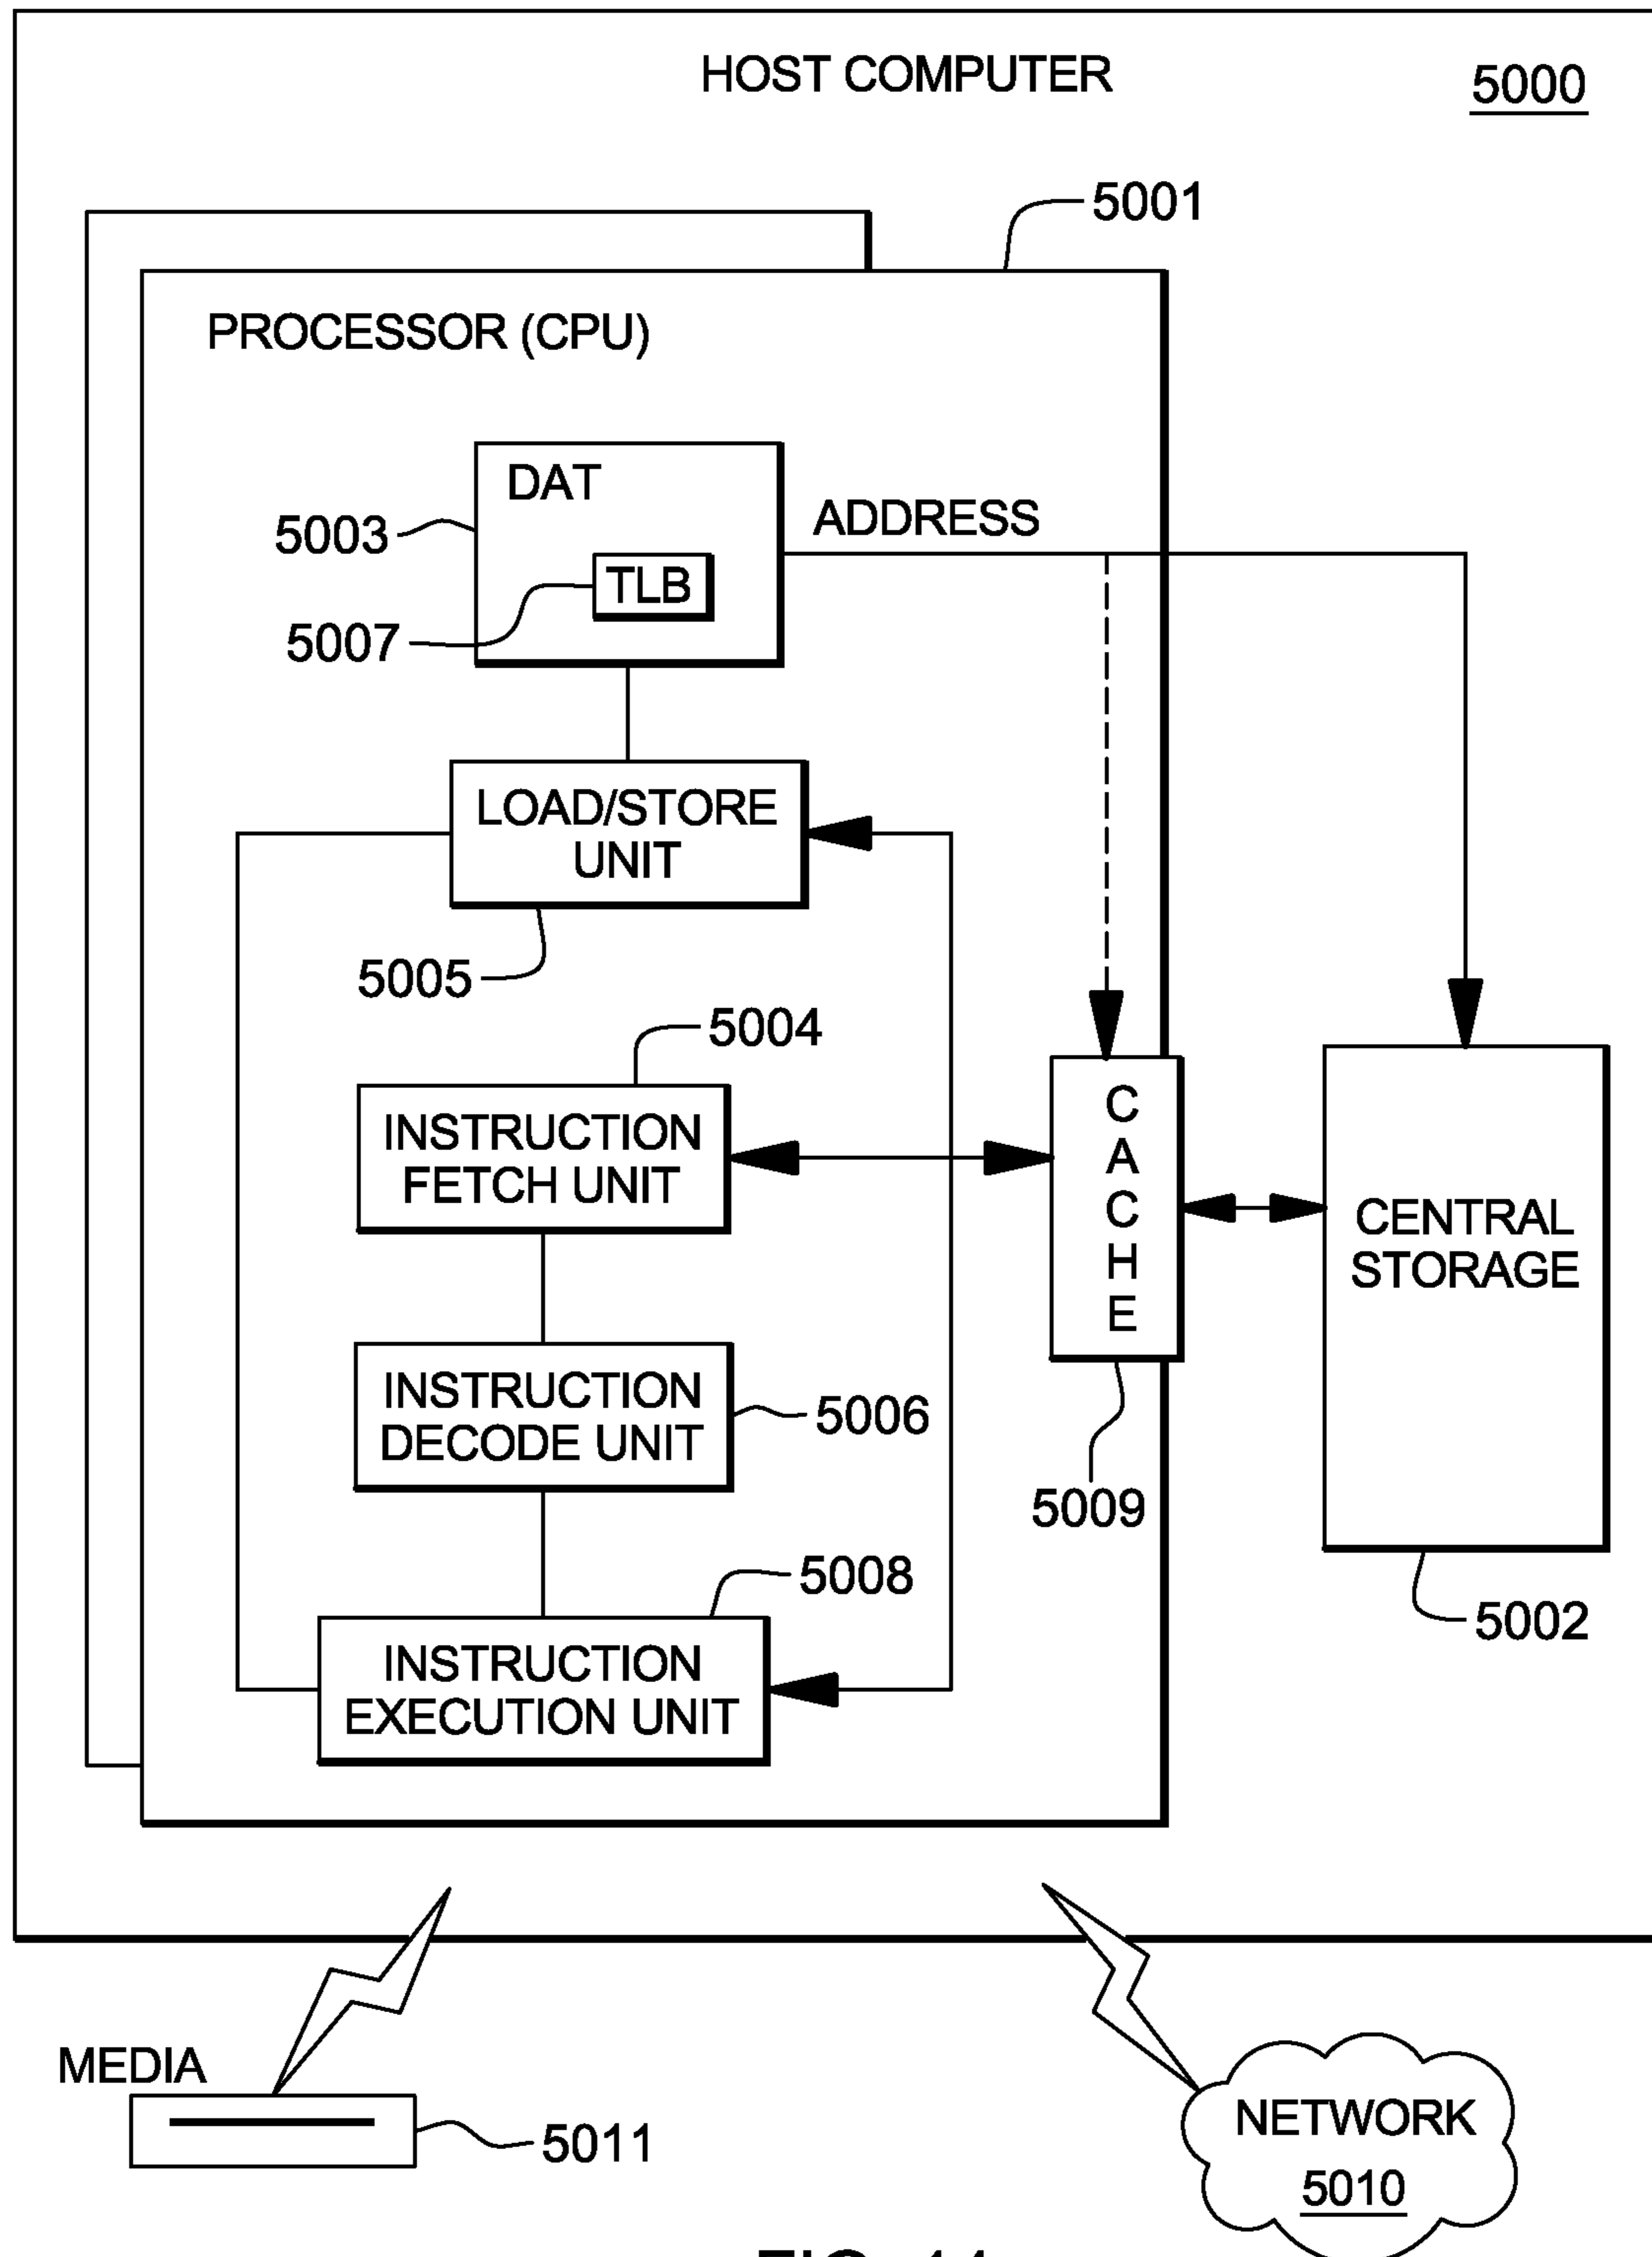 HOST COMPUTER
5000
5001
PROCESSOR (CPU)
DAT
ADDRESS
5003
TLB
5007
LOAD/STORE
UNIT
5005
5004
INSTRUCTION
FETCH UNIT
CACHE
CENTRAL
STORAGE
INSTRUCTION
DECODE UNIT
5006
5009
5008
5002
INSTRUCTION
EXECUTION UNIT
MEDIA
5011
NETWORK
5010